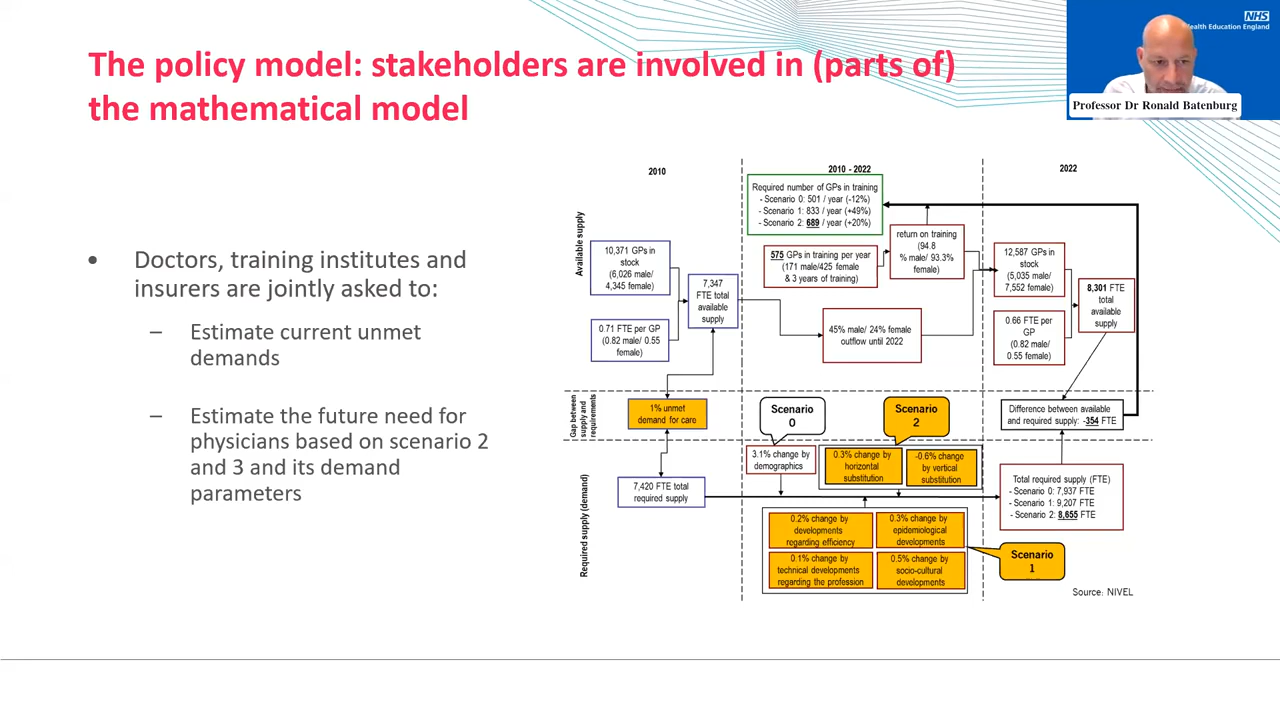 The policy model: stakeholders are involved in (parts of)
the mathematical model
NHS
Health Education England
Professor Dr Ronald Batenburg
• Doctors, training institutes and
insurers are jointly asked to:
– Estimate current unmet
demands
– Estimate the future need for
physicians based on scenario 2
and 3 and its demand
parameters
2010
2010 - 2022
2022
Available supply
10,371 GPs in
stock
(6,026 male/
4,345 female)
0.71 FTE per GP
(0.82 male/ 0.55
female)
7,347
FTE total
available
supply
Required number of GPs in training
- Scenario 0: 501 / year (-12%)
- Scenario 1: 833 / year (+49%)
- Scenario 2: 689 / year (+20%)
575 GPs in training per year
(171 male/425 female
& 3 years of training)
return on training
(94.8
% male/ 93.3%
female)
45% male/ 24% female
outflow until 2022
12,587 GPs in
stock
(5,035 male/
7,552 female)
0.66 FTE per
GP
(0.82 male/
0.55 female)
8,301 FTE
total
available
supply
Gap between
supply and
requirements
1% unmet
demand for care
Scenario
0
Scenario
2
Difference between available
and required supply: -354 FTE
Required supply (demand)
7,420 FTE total
required supply
3.1% change by
demographics
0.3% change by
horizontal
substitution
-0.6% change
by vertical
substitution
0.2% change by
developments
regarding efficiency
0.3% change by
epidemiological
developments
0.1% change by
technical developments
regarding the profession
0.5% change by
socio-cultural
developments
Scenario
1
Total required supply (FTE)
- Scenario 0: 7,937 FTE
- Scenario 1: 9,207 FTE
- Scenario 2: 8,655 FTE
Source: NIVEL